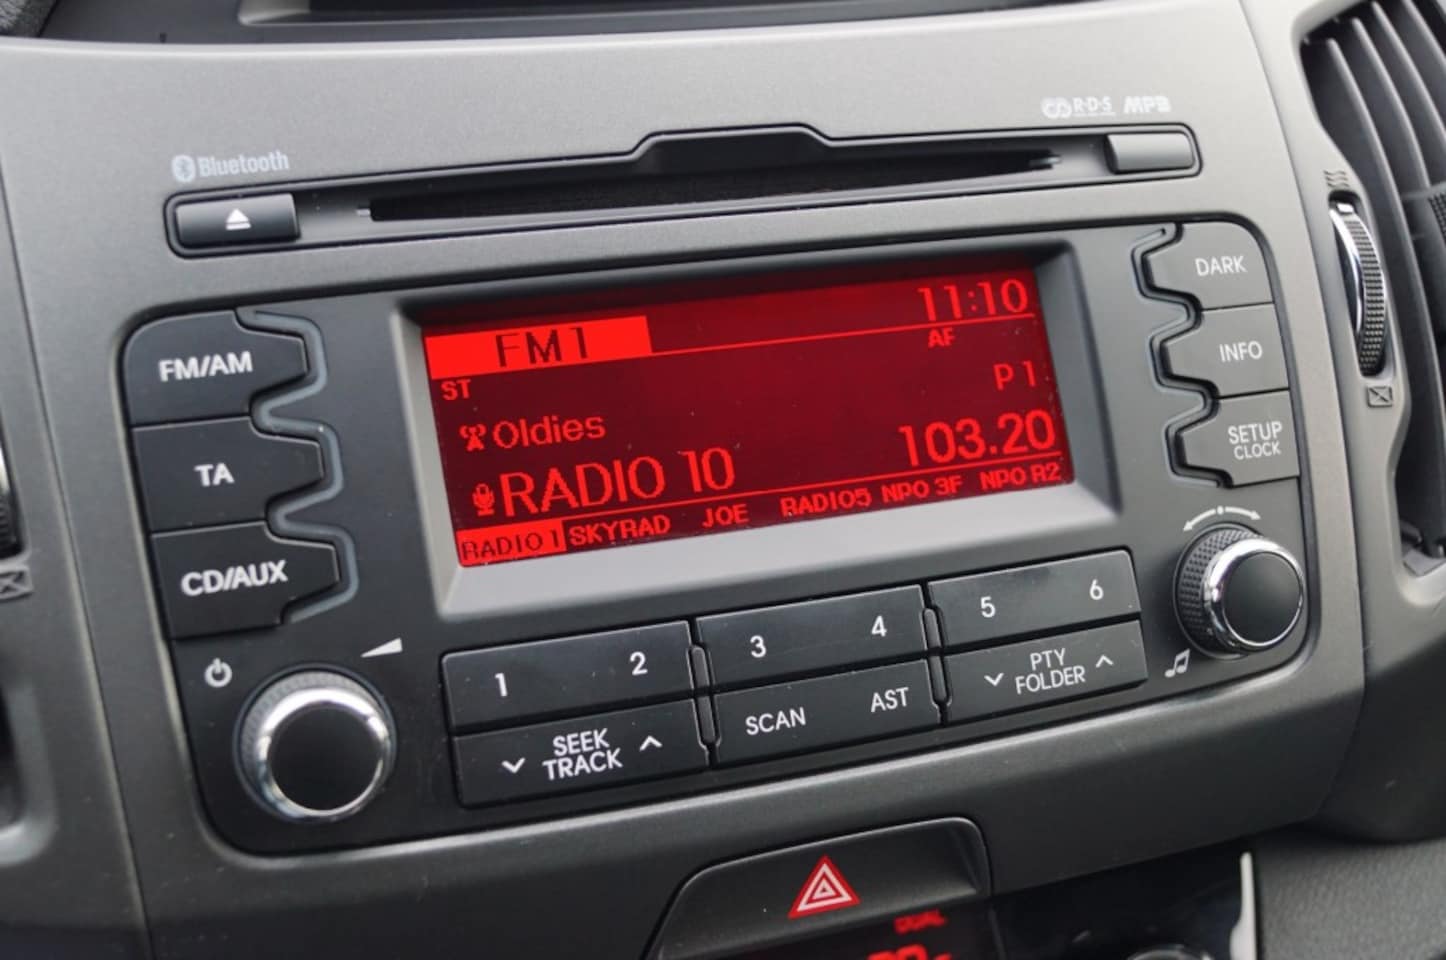 Bluetooth
R·D·S MP3
FM/AM
TA
CD/AUX
FM1 11:10
ST AF
P1
Oldies
RADIO 10 103.20
RADIO 1 SKYRAD JOE RADIO5 NPO 3F NPO R2
DARK
INFO
SETUP
CLOCK
1 2 3 4 5 6
SEEK
TRACK
SCAN AST
PTY
FOLDER
DUAL